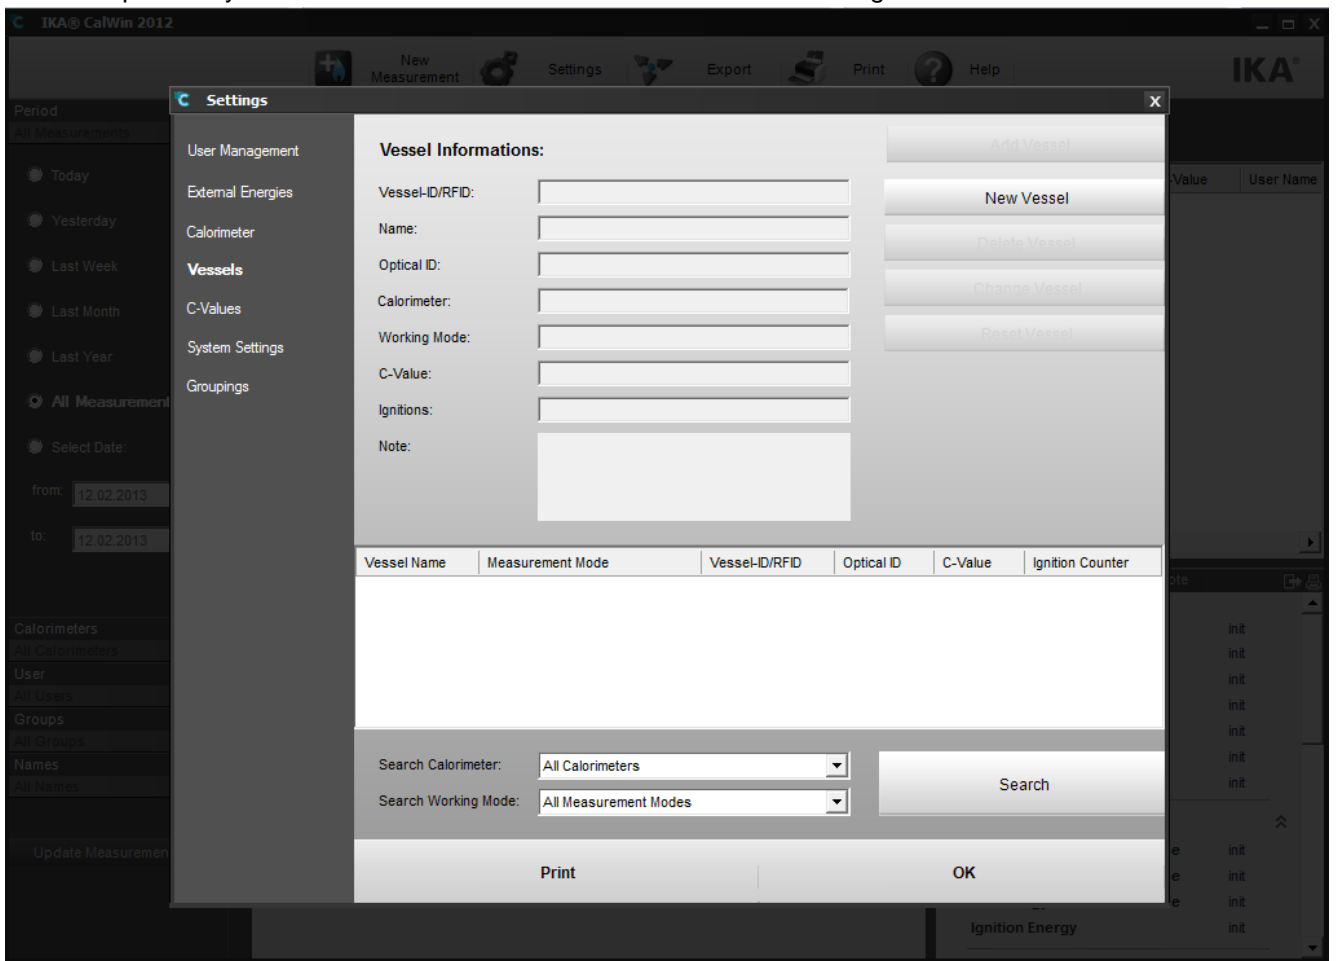 IKA® CalWin 2012
New Measurement
Settings
Export
Print
Help
IKA®
Period
All Measurements
Today
Yesterday
Last Week
Last Month
Last Year
All Measurement
Select Date:
from: 12.02.2013
to: 12.02.2013
Calorimeters
All Calorimeters
User
All Users
Groups
All Groups
Names
All Names
Update Measuremen
Settings
X
User Management
External Energies
Calorimeter
Vessels
C-Values
System Settings
Groupings
Vessel Informations:
Vessel-ID/RFID:
Name:
Optical ID:
Calorimeter:
Working Mode:
C-Value:
Ignitions:
Note:
Add Vessel
New Vessel
Delete Vessel
Change Vessel
Reset Vessel
Vessel Name Measurement Mode Vessel-ID/RFID Optical ID C-Value Ignition Counter
Search Calorimeter: All Calorimeters
Search Working Mode: All Measurement Modes
Search
Print
OK
-Value User Name
ote
init
init
init
init
init
init
init
e init
e init
e init
Ignition Energy init